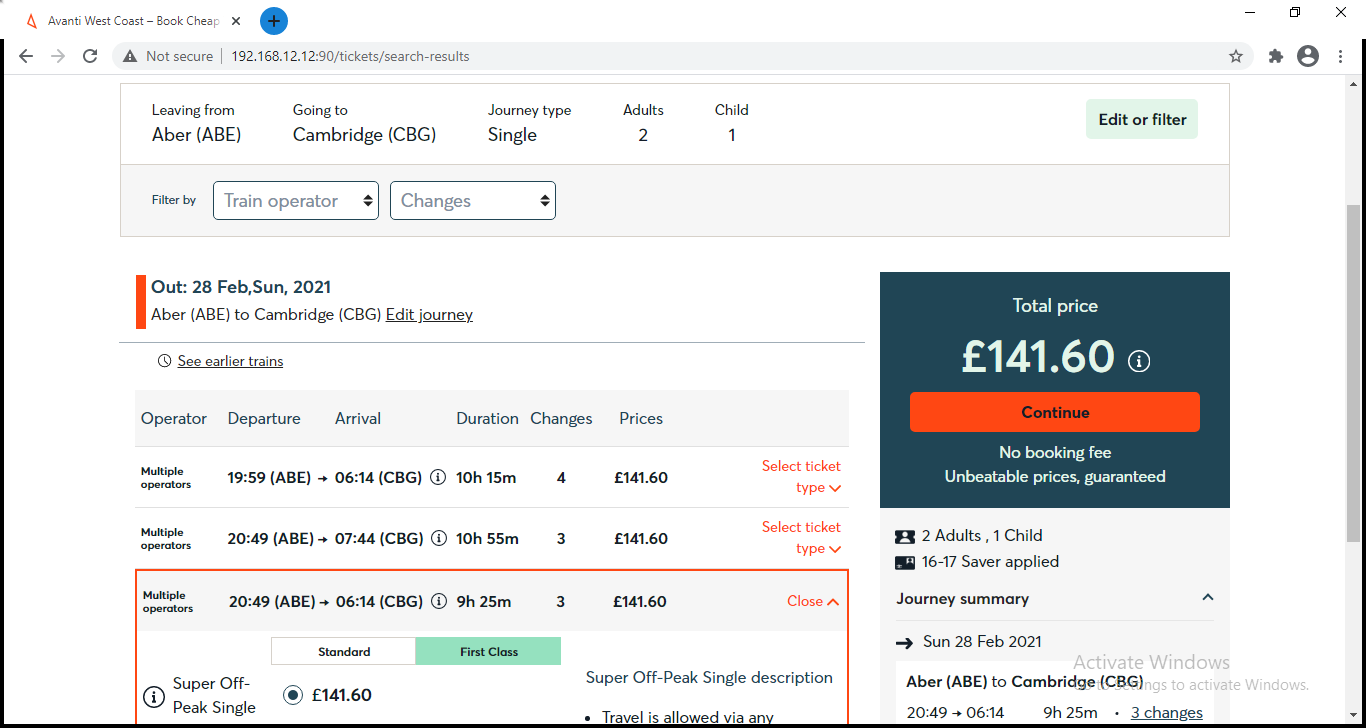 Avanti West Coast – Book Cheap
Not secure
192.168.12.12:90/tickets/search-results
Leaving from
Aber (ABE)
Going to
Cambridge (CBG)
Journey type
Single
Adults
2
Child
1
Edit or filter
Filter by
Train operator
Changes
Out: 28 Feb,Sun, 2021
Aber (ABE) to Cambridge (CBG) Edit journey
See earlier trains
Operator Departure Arrival Duration Changes Prices
Multiple
operators
19:59 (ABE) → 06:14 (CBG) 10h 15m 4 £141.60
Select ticket
type
Multiple
operators
20:49 (ABE) → 07:44 (CBG) 10h 55m 3 £141.60
Select ticket
type
Multiple
operators
20:49 (ABE) → 06:14 (CBG) 9h 25m 3 £141.60
Close
Standard First Class
Super Off-
Peak Single
£141.60
Super Off-Peak Single description
• Travel is allowed via any
Total price
£141.60
Continue
No booking fee
Unbeatable prices, guaranteed
2 Adults , 1 Child
16-17 Saver applied
Journey summary
→ Sun 28 Feb 2021
Aber (ABE) to Cambridge (CBG)
20:49 → 06:14 9h 25m · 3 changes
Activate Windows
Go to Settings to activate Windows.